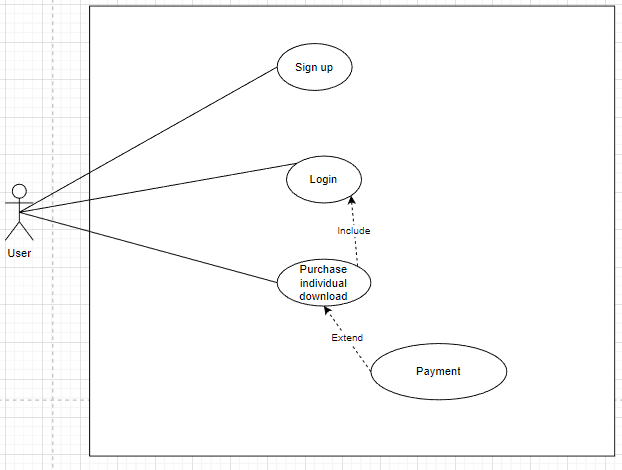 Sign up
Login
Include
User
Purchase
individual
download
Extend
Payment